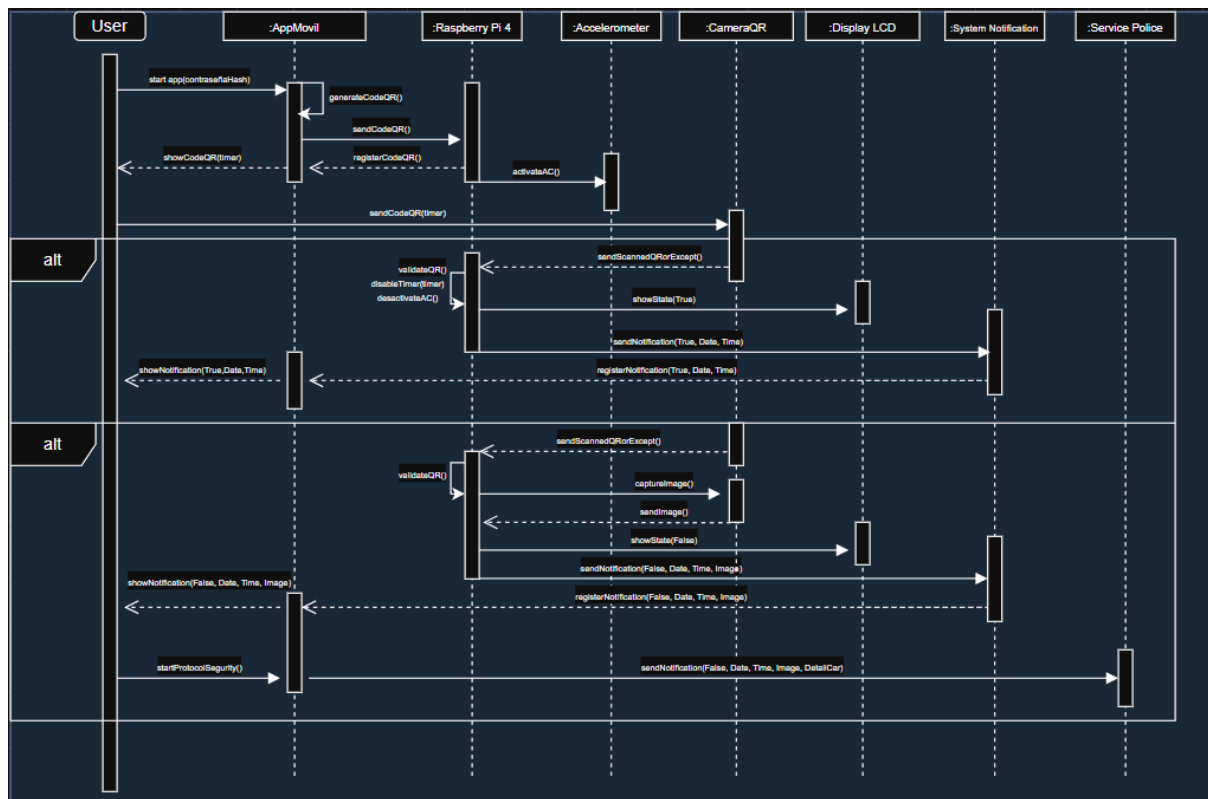 User
:AppMovil
:Raspberry Pi 4
:Accelerometer
:CameraQR
:Display LCD
:System Notification
:Service Police
start app(contraseñaHash)
generateCodeQR()
sendCodeQR()
showCodeQR(timer)
registerCodeQR()
activateAC()
sendCodeQR(timer)
alt
sendScannedQRorExcept()
validateQR()
disableTimer(timer)
desactivateAC()
showState(True)
sendNotification(True, Date, Time)
showNotification(True,Date,Time)
registerNotification(True, Date, Time)
alt
sendScannedQRorExcept()
validateQR()
captureImage()
sendImage()
showState(False)
sendNotification(False, Date, Time, Image)
showNotification(False, Date, Time, Image)
registerNotification(False, Date, Time, Image)
startProtocolSegurity()
sendNotification(False, Date, Time, Image, DetailCar)